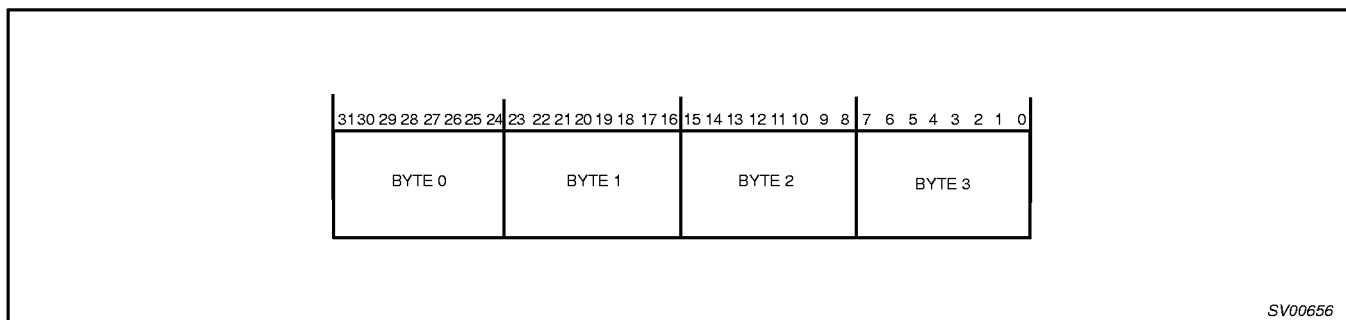 31 30 29 28 27 26 25 24 23 22 21 20 19 18 17 16 15 14 13 12 11 10 9 8 7 6 5 4 3 2 1 0
BYTE 0 BYTE 1 BYTE 2 BYTE 3
SV00656